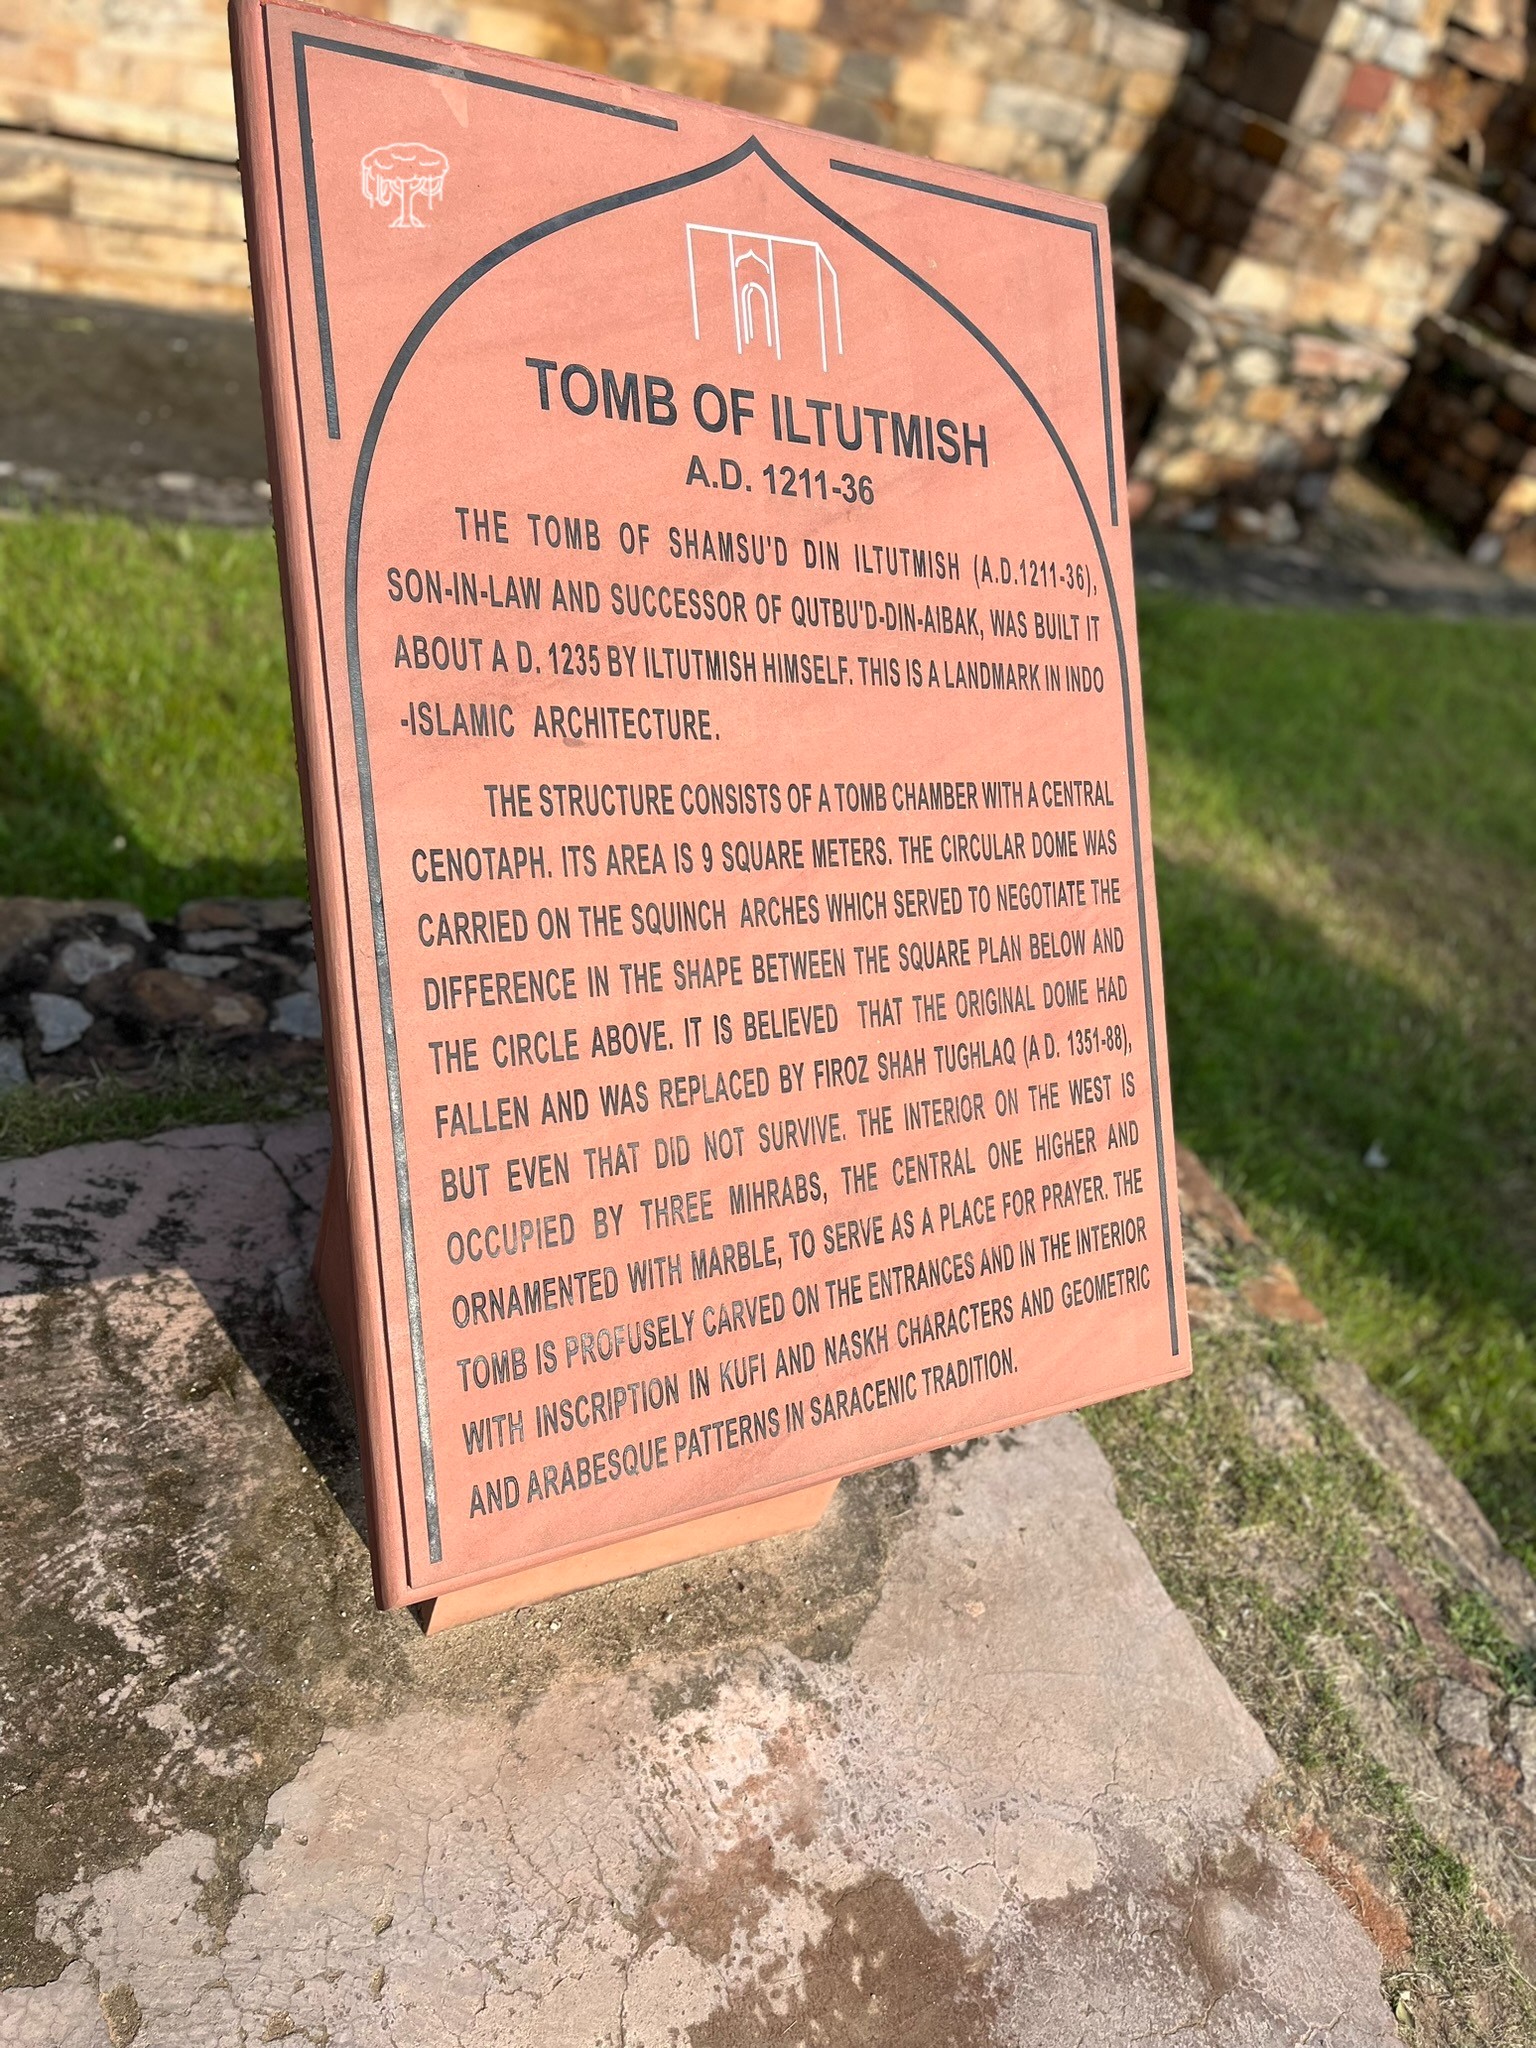 TOMB OF ILTUTMISH
A.D. 1211-36
THE TOMB OF SHAMSU'D DIN ILTUTMISH (A.D.1211-36),
SON-IN-LAW AND SUCCESSOR OF QUTBU'D-DIN-AIBAK, WAS BUILT IT
ABOUT A D. 1235 BY ILTUTMISH HIMSELF. THIS IS A LANDMARK IN INDO
-ISLAMIC ARCHITECTURE.
THE STRUCTURE CONSISTS OF A TOMB CHAMBER WITH A CENTRAL
CENOTAPH. ITS AREA IS 9 SQUARE METERS. THE CIRCULAR DOME WAS
CARRIED ON THE SQUINCH ARCHES WHICH SERVED TO NEGOTIATE THE
DIFFERENCE IN THE SHAPE BETWEEN THE SQUARE PLAN BELOW AND
THE CIRCLE ABOVE. IT IS BELIEVED THAT THE ORIGINAL DOME HAD
FALLEN AND WAS REPLACED BY FIROZ SHAH TUGHLAQ (A D. 1351-88),
BUT EVEN THAT DID NOT SURVIVE. THE INTERIOR ON THE WEST IS
OCCUPIED BY THREE MIHRABS, THE CENTRAL ONE HIGHER AND
ORNAMENTED WITH MARBLE, TO SERVE AS A PLACE FOR PRAYER. THE
TOMB IS PROFUSELY CARVED ON THE ENTRANCES AND IN THE INTERIOR
WITH INSCRIPTION IN KUFI AND NASKH CHARACTERS AND GEOMETRIC
AND ARABESQUE PATTERNS IN SARACENIC TRADITION.